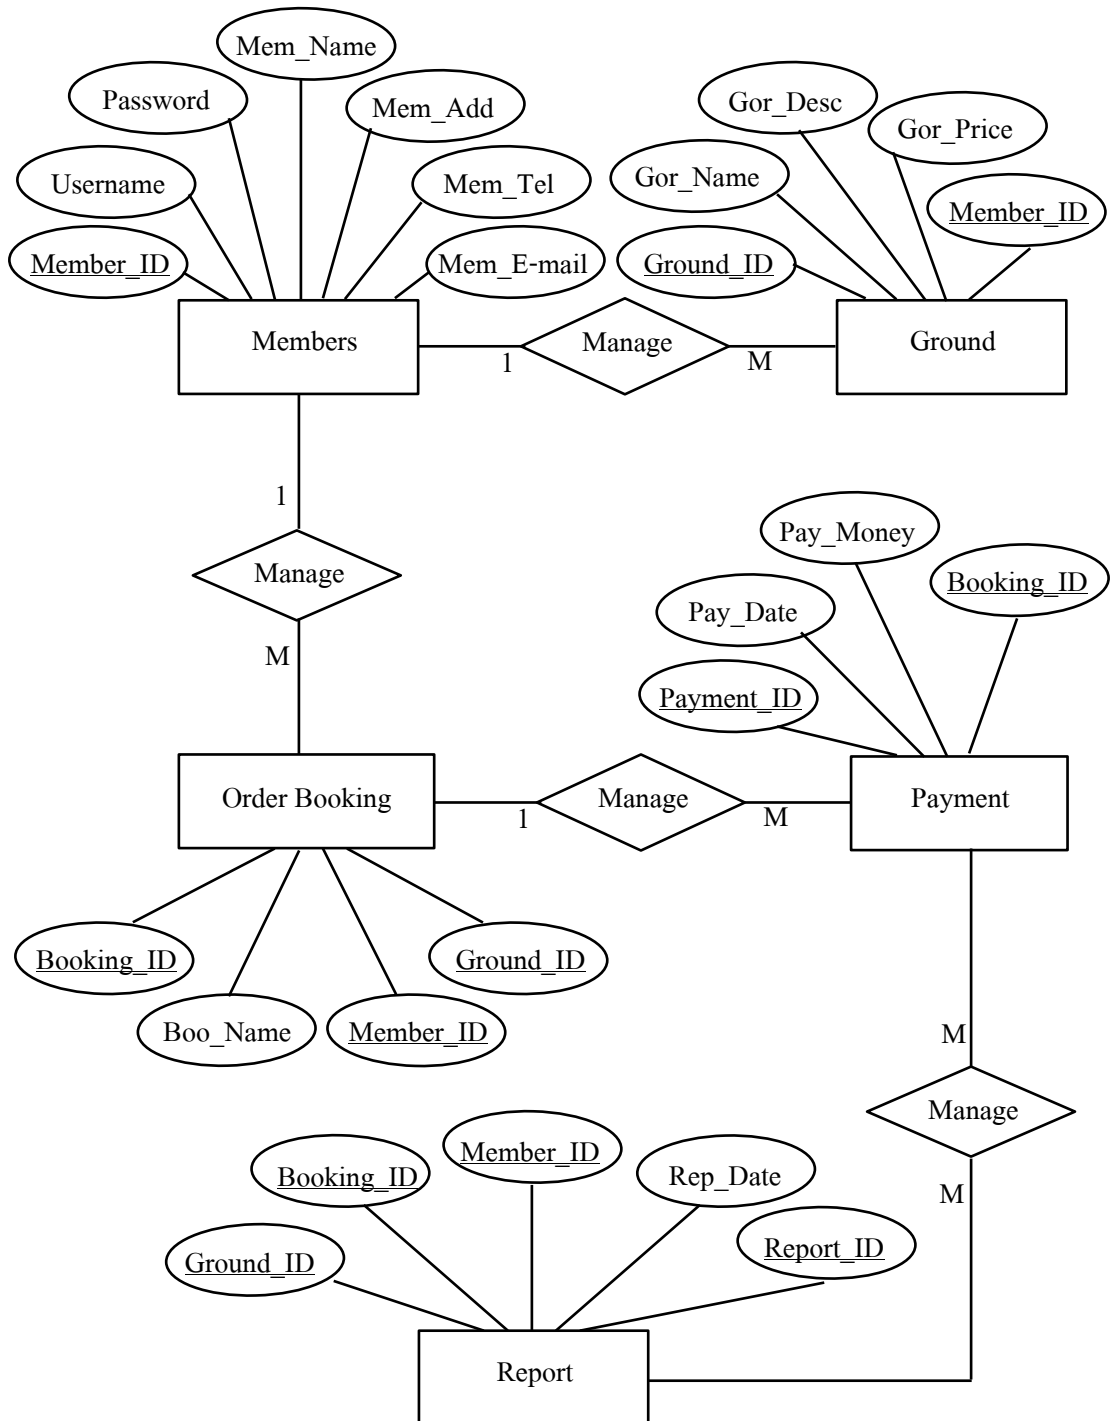 Mem_Name
Password
Mem_Add
Username
Mem_Tel
Member_ID
Mem_E-mail
Gor_Desc
Gor_Price
Gor_Name
Member_ID
Ground_ID
Members
1
Manage
M
Ground
1
Manage
M
Pay_Money
Booking_ID
Pay_Date
Payment_ID
Order Booking
1
Manage
M
Payment
Booking_ID
Ground_ID
Boo_Name
Member_ID
M
Manage
M
Member_ID
Booking_ID
Rep_Date
Ground_ID
Report_ID
Report